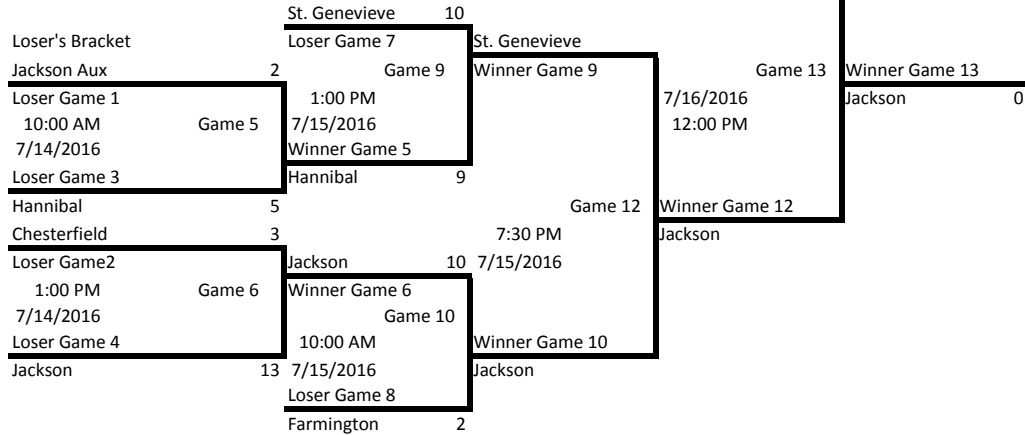 St. Genevieve 10
Loser's Bracket Loser Game 7 St. Genevieve
Jackson Aux 2 Game 9 Winner Game 9 Game 13 Winner Game 13
Loser Game 1 1:00 PM 7/16/2016 Jackson 0
10:00 AM Game 5 7/15/2016 12:00 PM
7/14/2016 Winner Game 5
Loser Game 3 Hannibal 9
Hannibal 5 Game 12 Winner Game 12
Chesterfield 3 7:30 PM Jackson
Loser Game2 Jackson 10 7/15/2016
1:00 PM Game 6 Winner Game 6
7/14/2016 Game 10
Loser Game 4 10:00 AM Winner Game 10
Jackson 13 7/15/2016 Jackson
Loser Game 8
Farmington 2